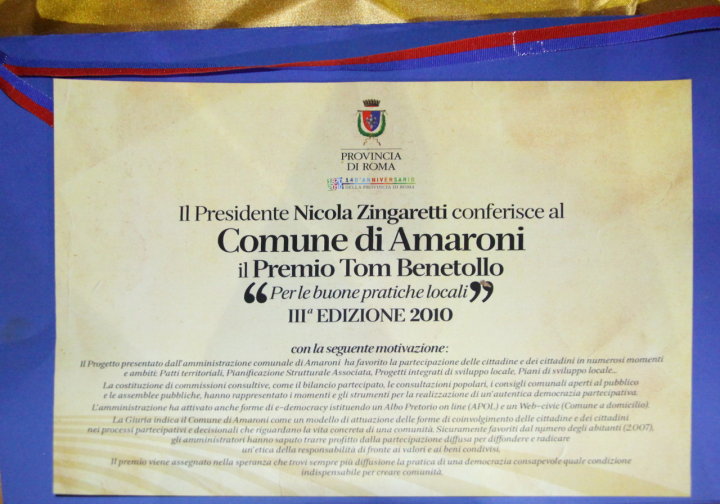 PROVINCIA
DI ROMA
140°ANNIVERSARIO
DELLA PROVINCIA DI ROMA
Il Presidente Nicola Zingaretti conferisce al
Comune di Amaroni
il Premio Tom Benetollo
“Per le buone pratiche locali”
IIIª EDIZIONE 2010
con la seguente motivazione:
Il Progetto presentato dall'amministrazione comunale di Amaroni ha favorito la partecipazione delle cittadine e dei cittadini in numerosi momenti
e ambiti: Patti territoriali, Pianificazione Strutturale Associata, Progetti integrati di sviluppo locale, Piani di sviluppo locale...
La costituzione di commissioni consultive, come il bilancio partecipato, le consultazioni popolari, i consigli comunali aperti al pubblico
e le assemblee pubbliche, hanno rappresentato i momenti e gli strumenti per la realizzazione di un'autentica democrazia partecipativa.
L'amministrazione ha attivato anche forme di e-democracy istituendo un Albo Pretorio on line (APOL) e un Web-civic (Comune a domicilio).
La Giuria indica il Comune di Amaroni come un modello di attuazione delle forme di coinvolgimento delle cittadine e dei cittadini
nei processi partecipativi e decisionali che riguardano la vita concreta di una comunità. Sicuramente favoriti dal numero degli abitanti (2007),
gli amministratori hanno saputo trarre profitto dalla partecipazione diffusa per diffondere e radicare
un'etica della responsabilità di fronte ai valori e ai beni condivisi.
Il premio viene assegnato nella speranza che trovi sempre più diffusione la pratica di una democrazia consapevole quale condizione
indispensabile per creare comunità.